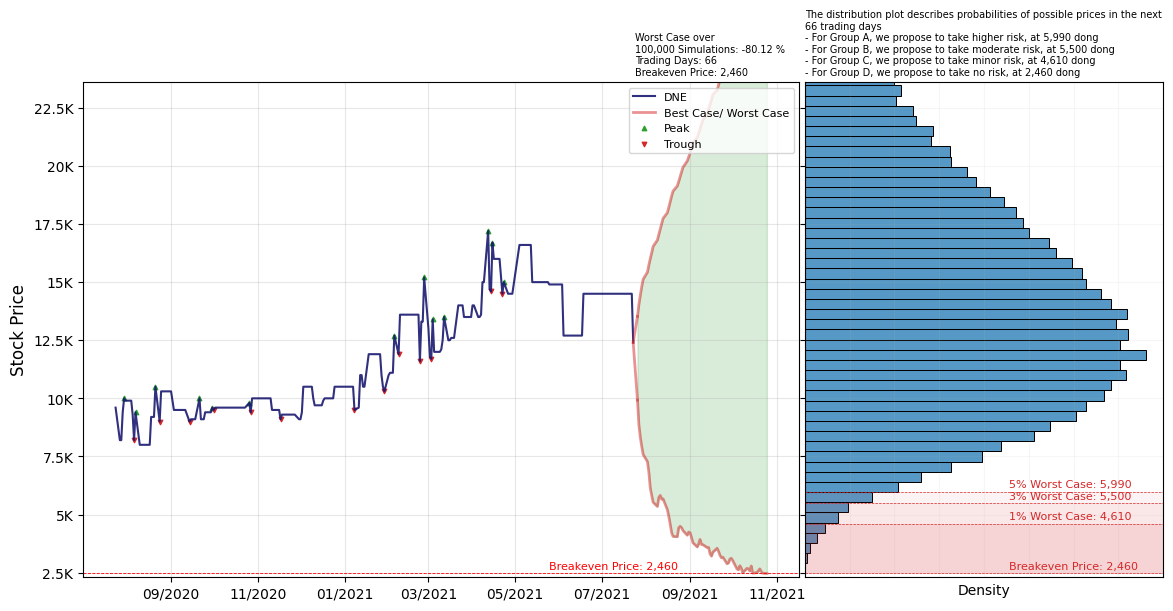 The distribution plot describes probabilities of possible prices in the next
66 trading days
- For Group A, we propose to take higher risk, at 5,990 dong
- For Group B, we propose to take moderate risk, at 5,500 dong
- For Group C, we propose to take minor risk, at 4,610 dong
- For Group D, we propose to take no risk, at 2,460 dong
Worst Case over
100,000 Simulations: -80.12 %
Trading Days: 66
Breakeven Price: 2,460
DNE
Best Case/ Worst Case
Peak
Trough
Stock Price
22.5K
20K
17.5K
15K
12.5K
10K
7.5K
5K
2.5K
Breakeven Price: 2,460
09/2020
11/2020
01/2021
03/2021
05/2021
07/2021
09/2021
11/2021
5% Worst Case: 5,990
3% Worst Case: 5,500
1% Worst Case: 4,610
Breakeven Price: 2,460
Density